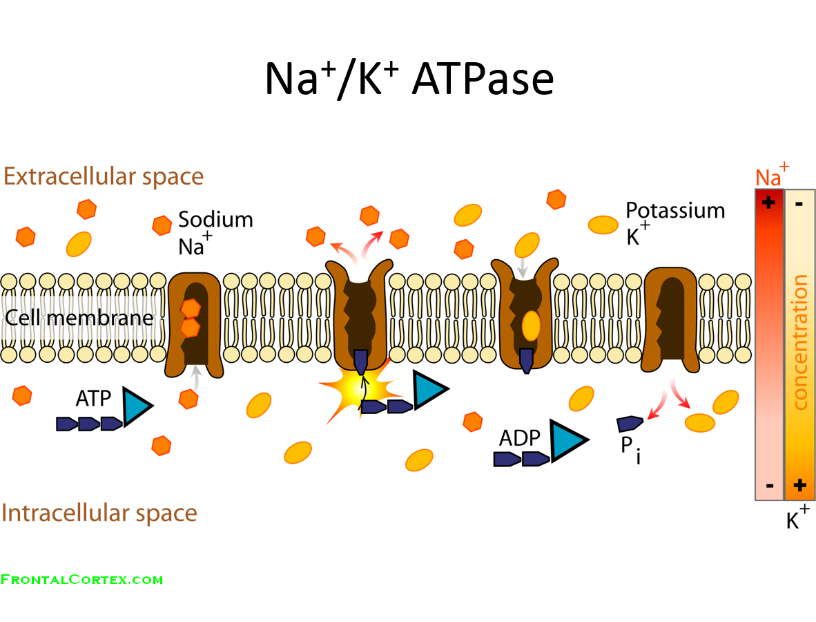 Na⁺/K⁺ ATPase
Extracellular space
Na⁺
Sodium
Na⁺
Potassium
K⁺
+ -
Cell membrane
concentration
ATP
ADP
Pi
- +
Intracellular space
K⁺
FrontalCortex.com